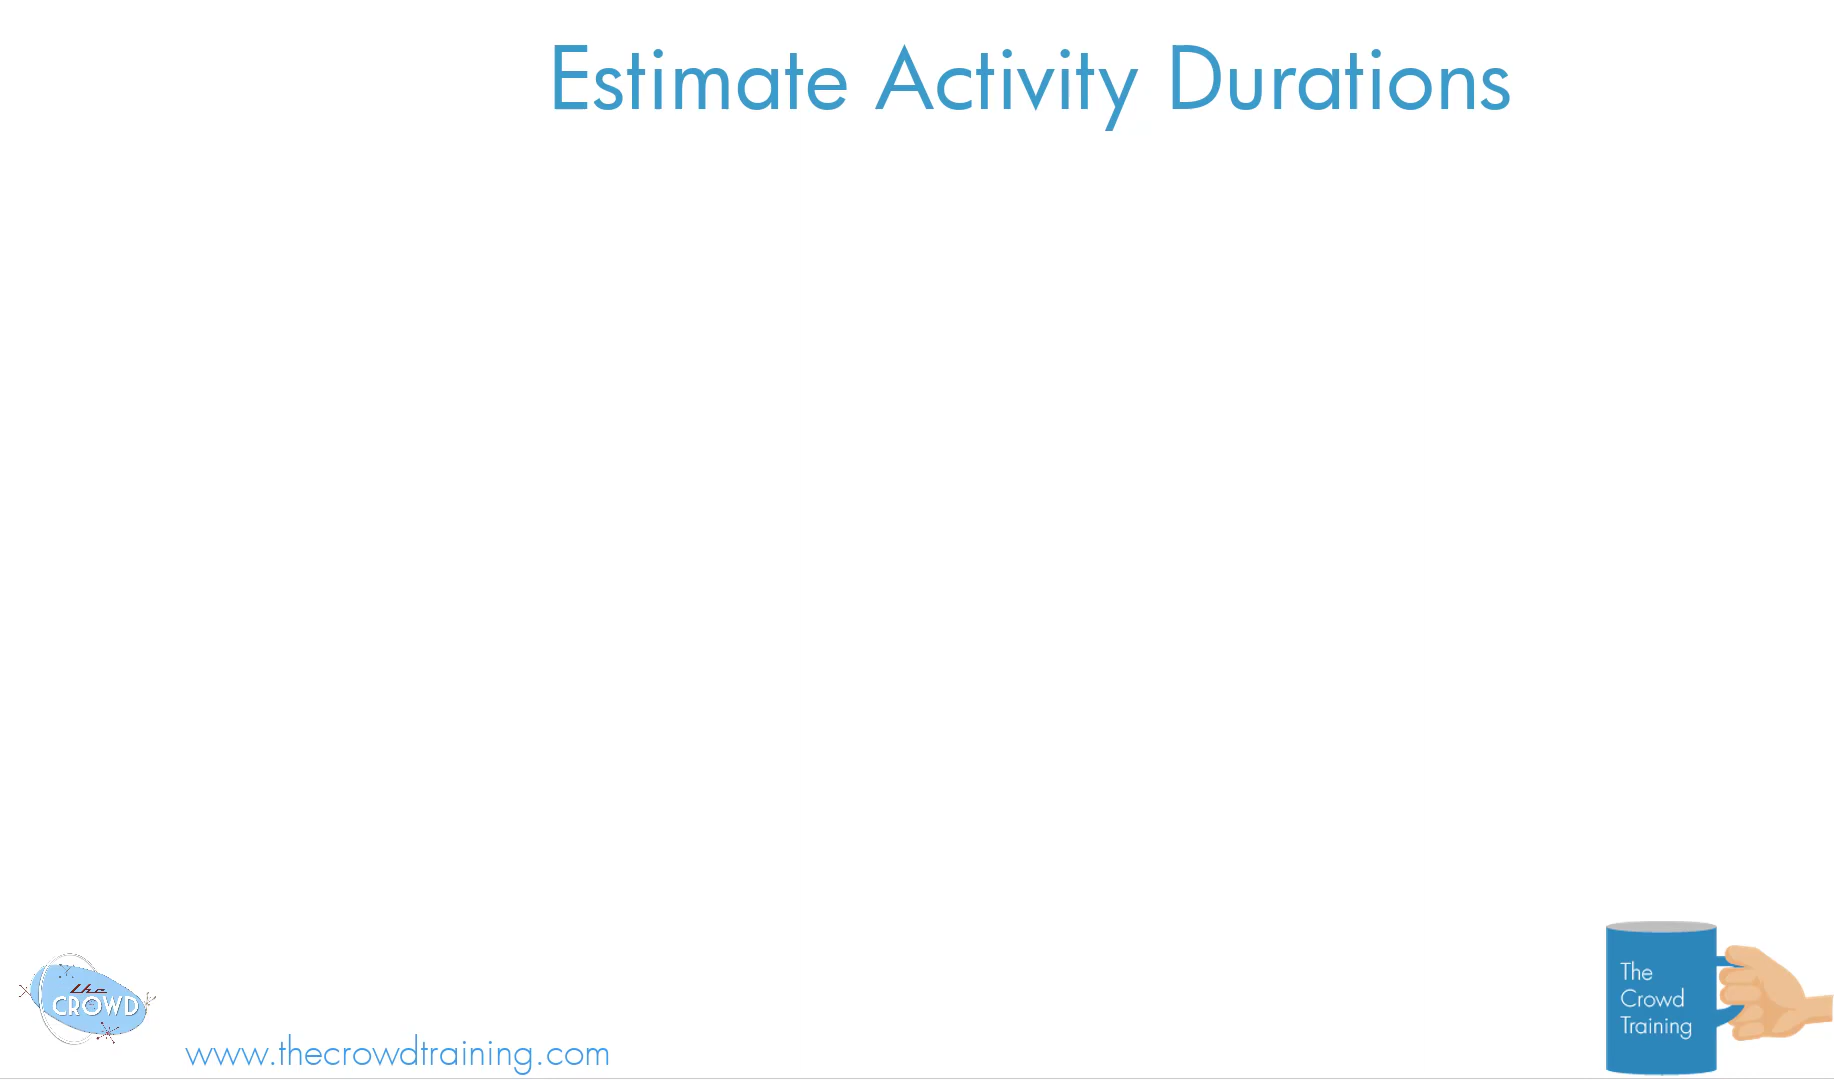 Estimate Activity Durations
the
CROWD
www.thecrowdtraining.com
The
Crowd
Training